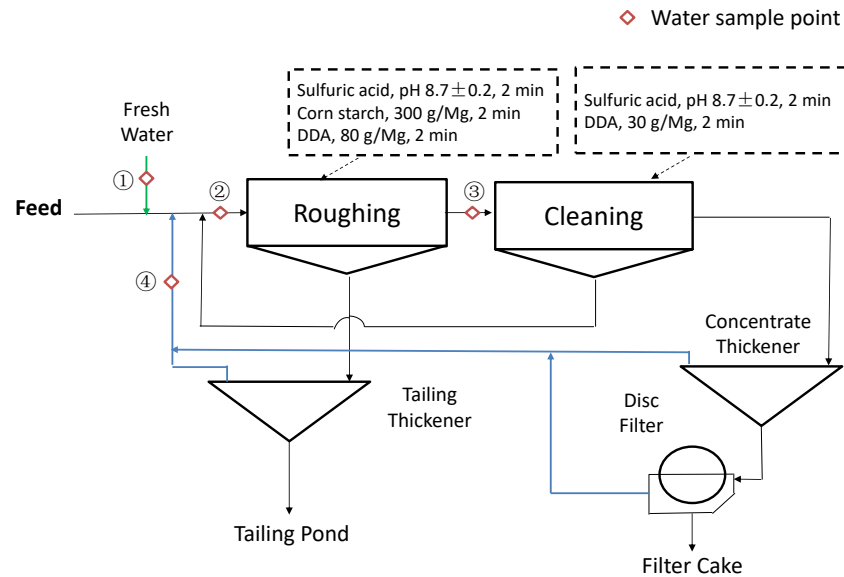 Water sample point
Sulfuric acid, pH 8.7±0.2, 2 min
Corn starch, 300 g/Mg, 2 min
DDA, 80 g/Mg, 2 min
Sulfuric acid, pH 8.7±0.2, 2 min
DDA, 30 g/Mg, 2 min
Fresh
Water
①
②
③
Feed
Roughing
Cleaning
④
Concentrate
Thickener
Tailing
Thickener
Disc
Filter
Tailing Pond
Filter Cake